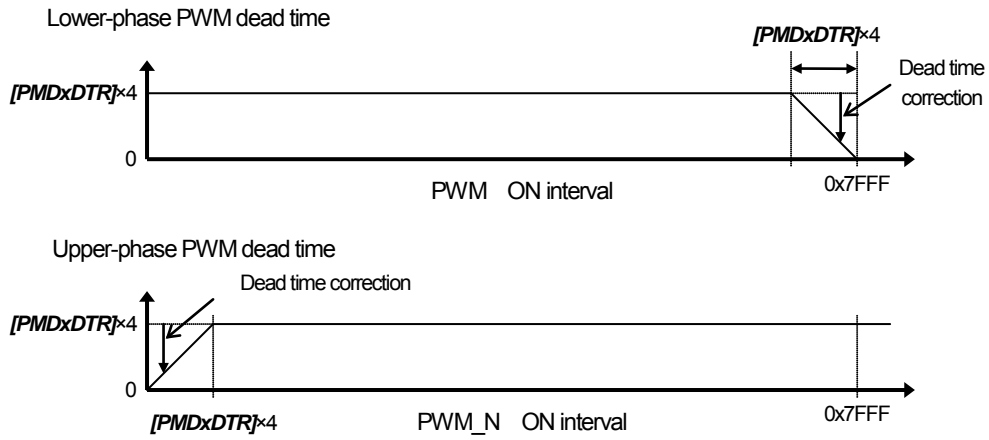 Lower-phase PWM dead time
[PMDxDTR]×4
Dead time
correction
[PMDxDTR]×4
0
PWM ON interval
0x7FFF
Upper-phase PWM dead time
Dead time correction
[PMDxDTR]×4
0
[PMDxDTR]×4
PWM_N ON interval
0x7FFF